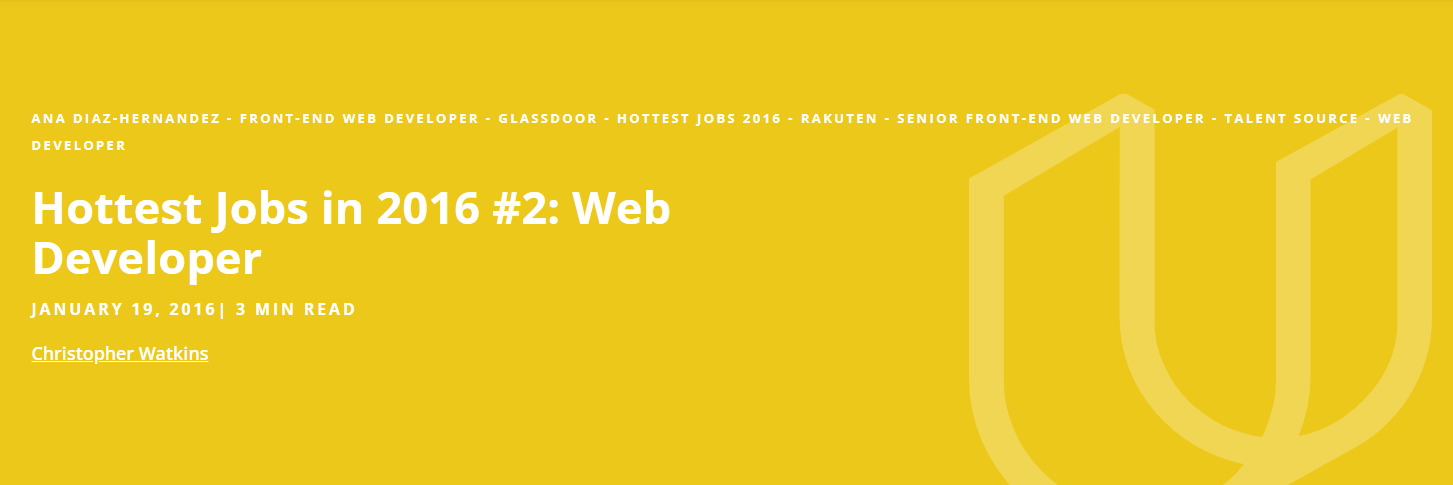 ANA DIAZ-HERNANDEZ - FRONT-END WEB DEVELOPER - GLASSDOOR - HOTTEST JOBS 2016 - RAKUTEN - SENIOR FRONT-END WEB DEVELOPER - TALENT SOURCE - WEB
DEVELOPER
Hottest Jobs in 2016 #2: Web
Developer
JANUARY 19, 2016| 3 MIN READ
Christopher Watkins